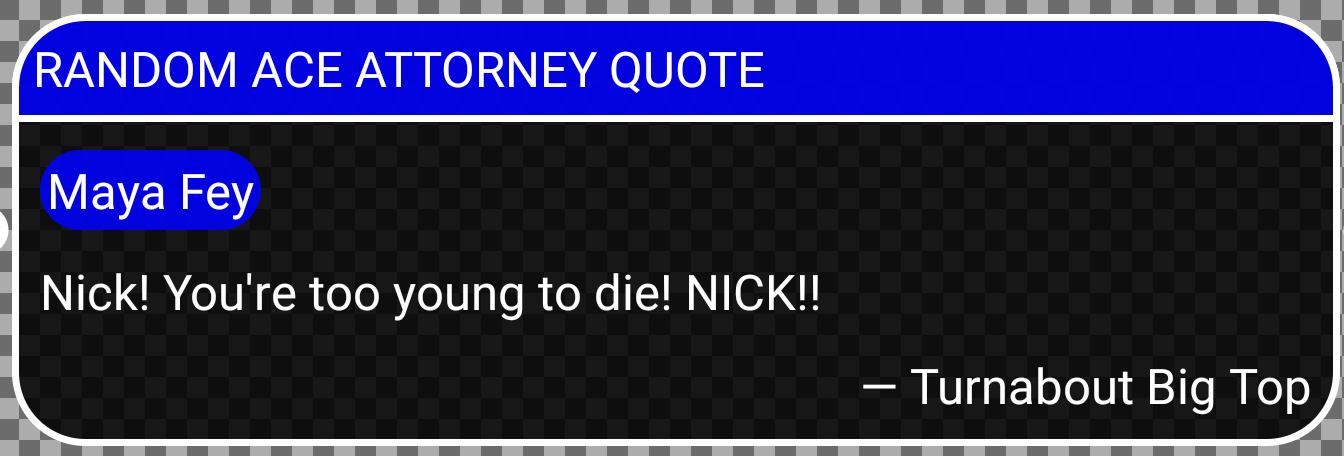 RANDOM ACE ATTORNEY QUOTE
Maya Fey
Nick! You're too young to die! NICK!!
— Turnabout Big Top